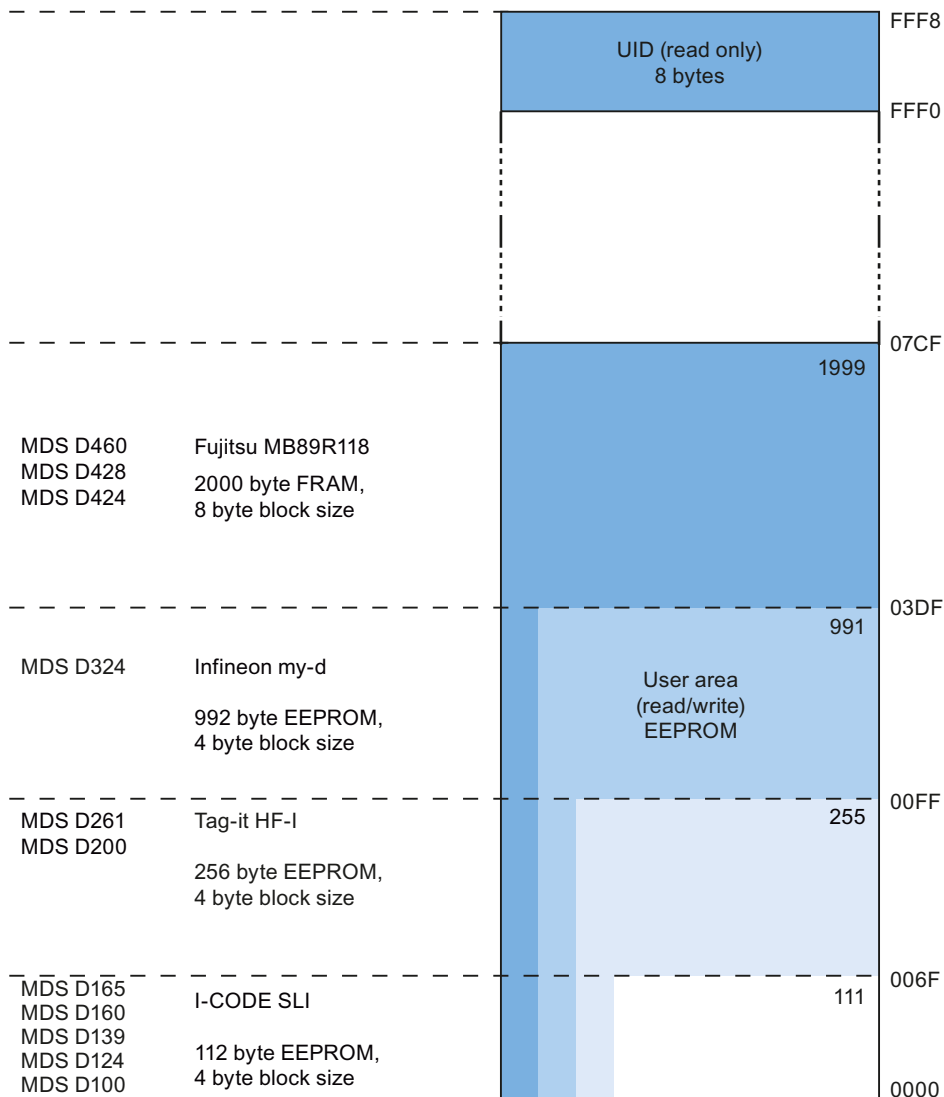 FFF8
UID (read only)
8 bytes
FFF0
07CF
1999
MDS D460
MDS D428
MDS D424
Fujitsu MB89R118
2000 byte FRAM,
8 byte block size
03DF
991
MDS D324
Infineon my-d
992 byte EEPROM,
4 byte block size
User area
(read/write)
EEPROM
00FF
255
MDS D261
MDS D200
Tag-it HF-I
256 byte EEPROM,
4 byte block size
006F
111
MDS D165
MDS D160
MDS D139
MDS D124
MDS D100
I-CODE SLI
112 byte EEPROM,
4 byte block size
0000